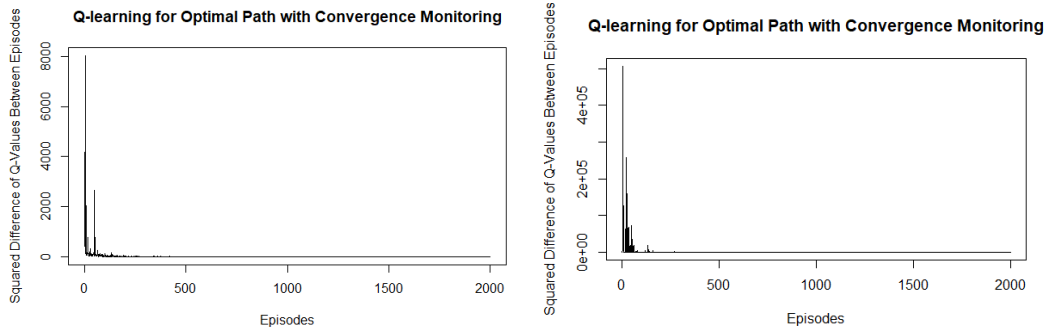 Q-learning for Optimal Path with Convergence Monitoring
Squared Difference of Q-Values Between Episodes
8000
6000
4000
2000
0
0
500
1000
1500
2000
Episodes
Q-learning for Optimal Path with Convergence Monitoring
Squared Difference of Q-Values Between Episodes
4e+05
2e+05
0e+00
0
500
1000
1500
2000
Episodes